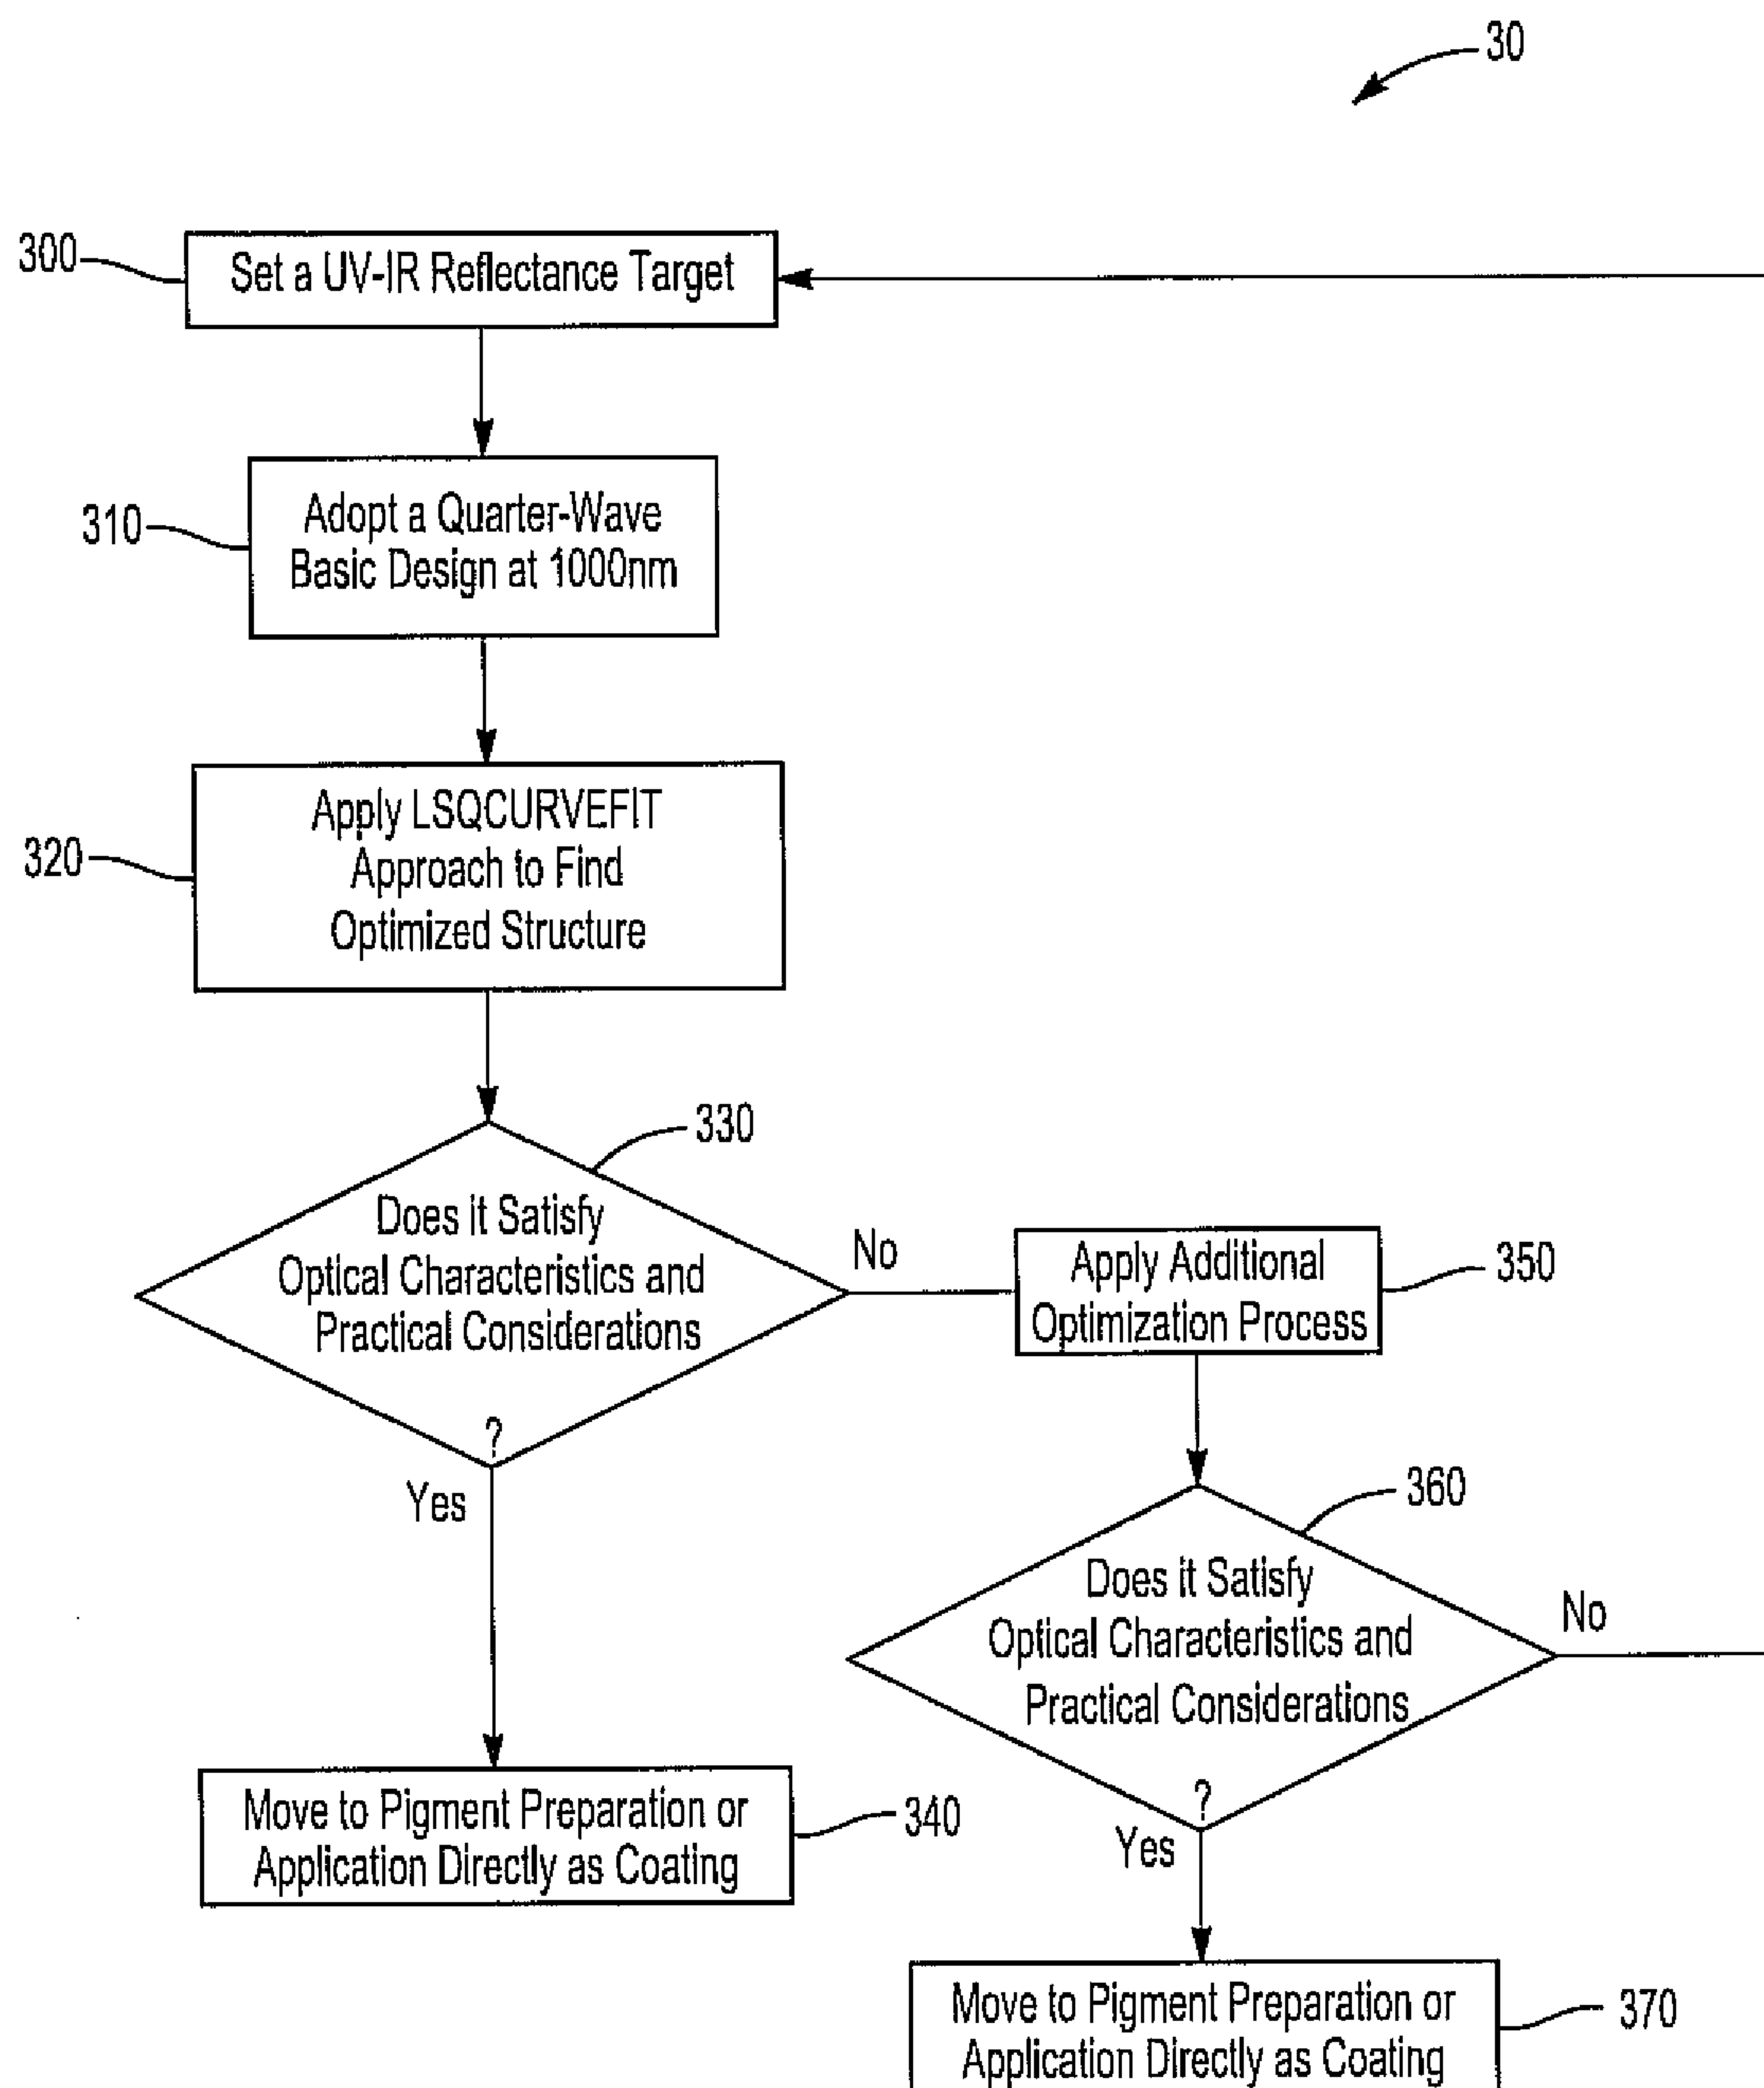 30
300
Set a UV-IR Reflectance Target
310
Adopt a Quarter-Wave
Basic Design at 1000nm
320
Apply LSQCURVEFIT
Approach to Find
Optimized Structure
330
Does it Satisfy
Optical Characteristics and
Practical Considerations
?
No
Yes
Apply Additional
Optimization Process
350
360
Does it Satisfy
Optical Characteristics and
Practical Considerations
?
No
Yes
Move to Pigment Preparation or
Application Directly as Coating
340
Move to Pigment Preparation or
Application Directly as Coating
370